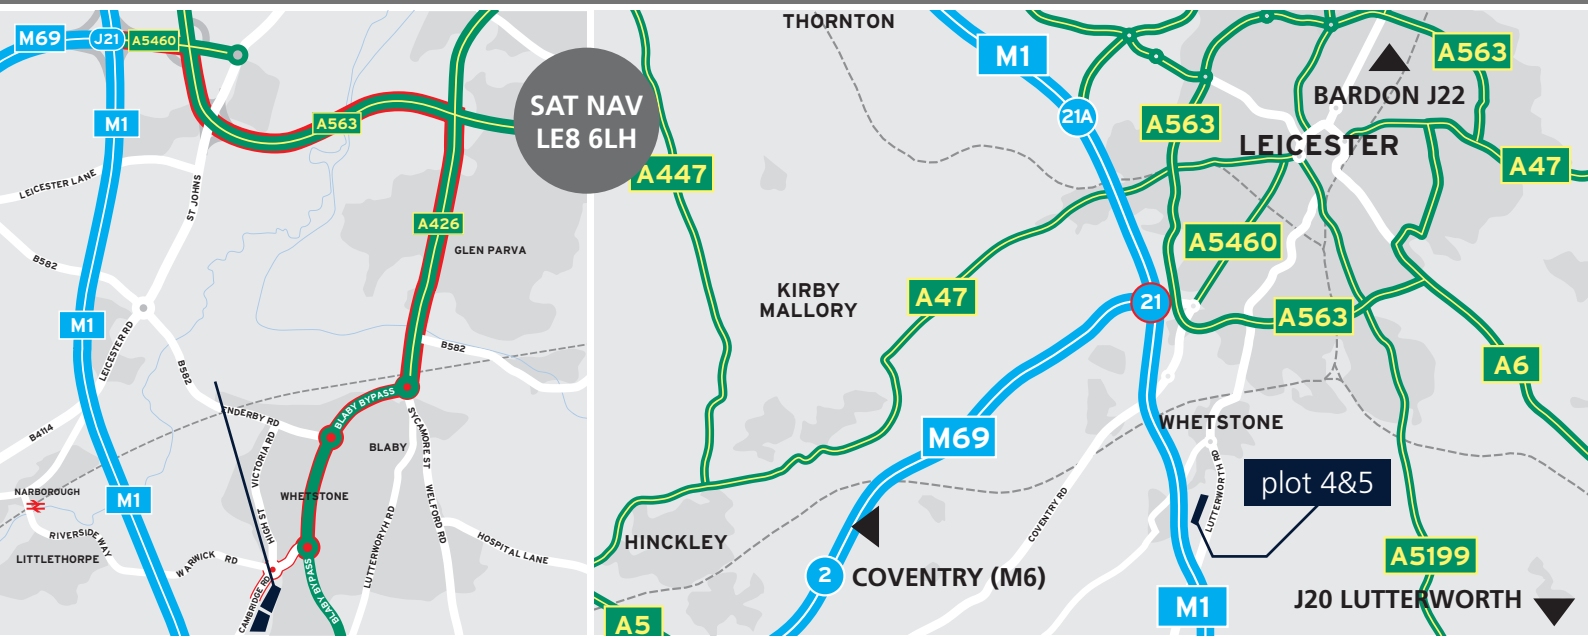 M69
J21
A5460
M1
A563
SAT NAV
LE8 6LH
LEICESTER LANE
ST JOHNS
A426
GLEN PARVA
B582
M1
LEICESTER RD
B582
B582
BLABY BYPASS
ENDERBY RD
SYCAMORE ST
B4114
VICTORIA RD
BLABY
NARBOROUGH
M1
WHETSTONE
WELFORD RD
HIGH ST
LUTTERWORYH RD
RIVERSIDE WAY
LITTLETHORPE
WARWICK RD
HOSPITAL LANE
CAMBRIDGE RD
BLABY BYPASS
THORNTON
M1
A563
BARDON J22
21A
A563
LEICESTER
A447
A47
A5460
KIRBY
MALLORY
A47
21
A563
A6
M69
WHETSTONE
LUTTERWORTH RD
plot 4&5
COVENTRY RD
HINCKLEY
A5199
2
COVENTRY (M6)
J20 LUTTERWORTH
M1
A5